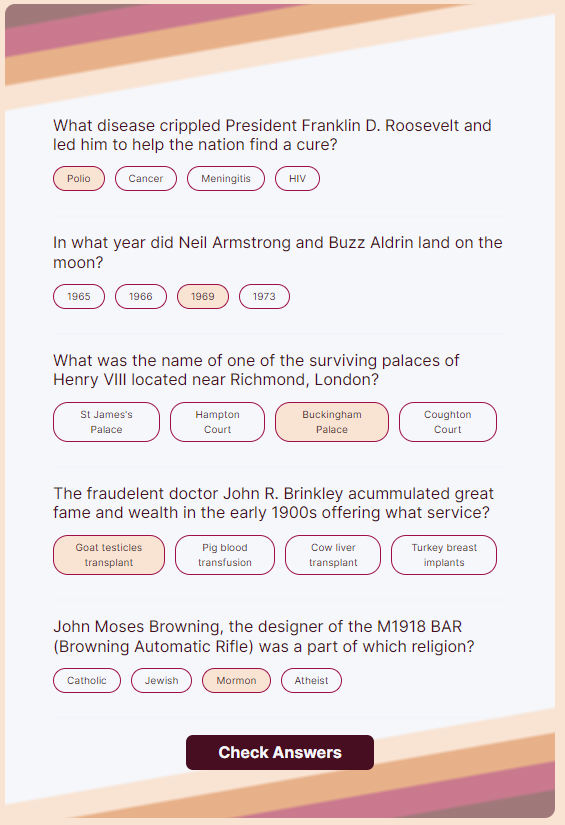 What disease crippled President Franklin D. Roosevelt and
led him to help the nation find a cure?
Polio Cancer Meningitis HIV
In what year did Neil Armstrong and Buzz Aldrin land on the
moon?
1965 1966 1969 1973
What was the name of one of the surviving palaces of
Henry VIII located near Richmond, London?
St James's
Palace
Hampton
Court
Buckingham
Palace
Coughton
Court
The fraudelent doctor John R. Brinkley acummulated great
fame and wealth in the early 1900s offering what service?
Goat testicles
transplant
Pig blood
transfusion
Cow liver
transplant
Turkey breast
implants
John Moses Browning, the designer of the M1918 BAR
(Browning Automatic Rifle) was a part of which religion?
Catholic Jewish Mormon Atheist
Check Answers